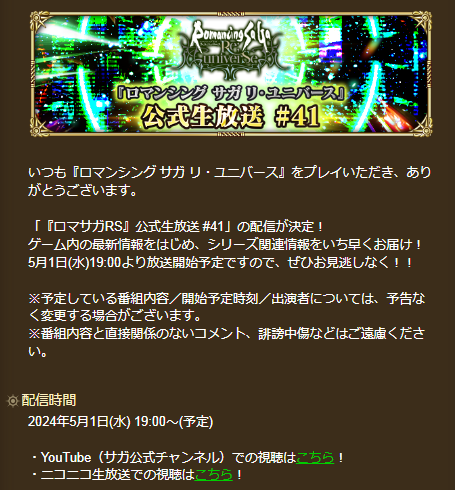 Romancing SaGa
Re;
universe
『ロマンシング サガ リ・ユニバース』
公式生放送 #41
いつも『ロマンシング サガ リ・ユニバース』をプレイいただき、あり
がとうございます。
「『ロマサガRS』公式生放送 #41」の配信が決定！
ゲーム内の最新情報をはじめ、シリーズ関連情報をいち早くお届け！
5月1日(水)19:00より放送開始予定ですので、ぜひお見逃しなく！！
※予定している番組内容／開始予定時刻／出演者については、予告な
く変更する場合がございます。
※番組内容と直接関係のないコメント、誹謗中傷などはご遠慮くださ
い。
配信時間
2024年5月1日(水) 19:00～(予定)
・YouTube（サガ公式チャンネル）での視聴はこちら！
・ニコニコ生放送での視聴はこちら！